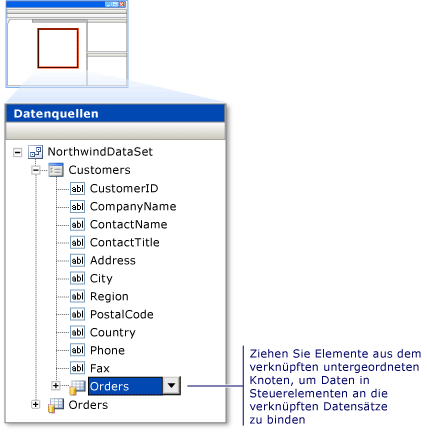 Datenquellen
NorthwindDataSet
Customers
abl CustomerID
abl CompanyName
abl ContactName
abl ContactTitle
abl Address
abl City
abl Region
abl PostalCode
abl Country
abl Phone
abl Fax
Orders
Orders
Ziehen Sie Elemente aus dem
verknüpften untergeordneten
Knoten, um Daten in
Steuerelementen an die
verknüpften Datensätze
zu binden